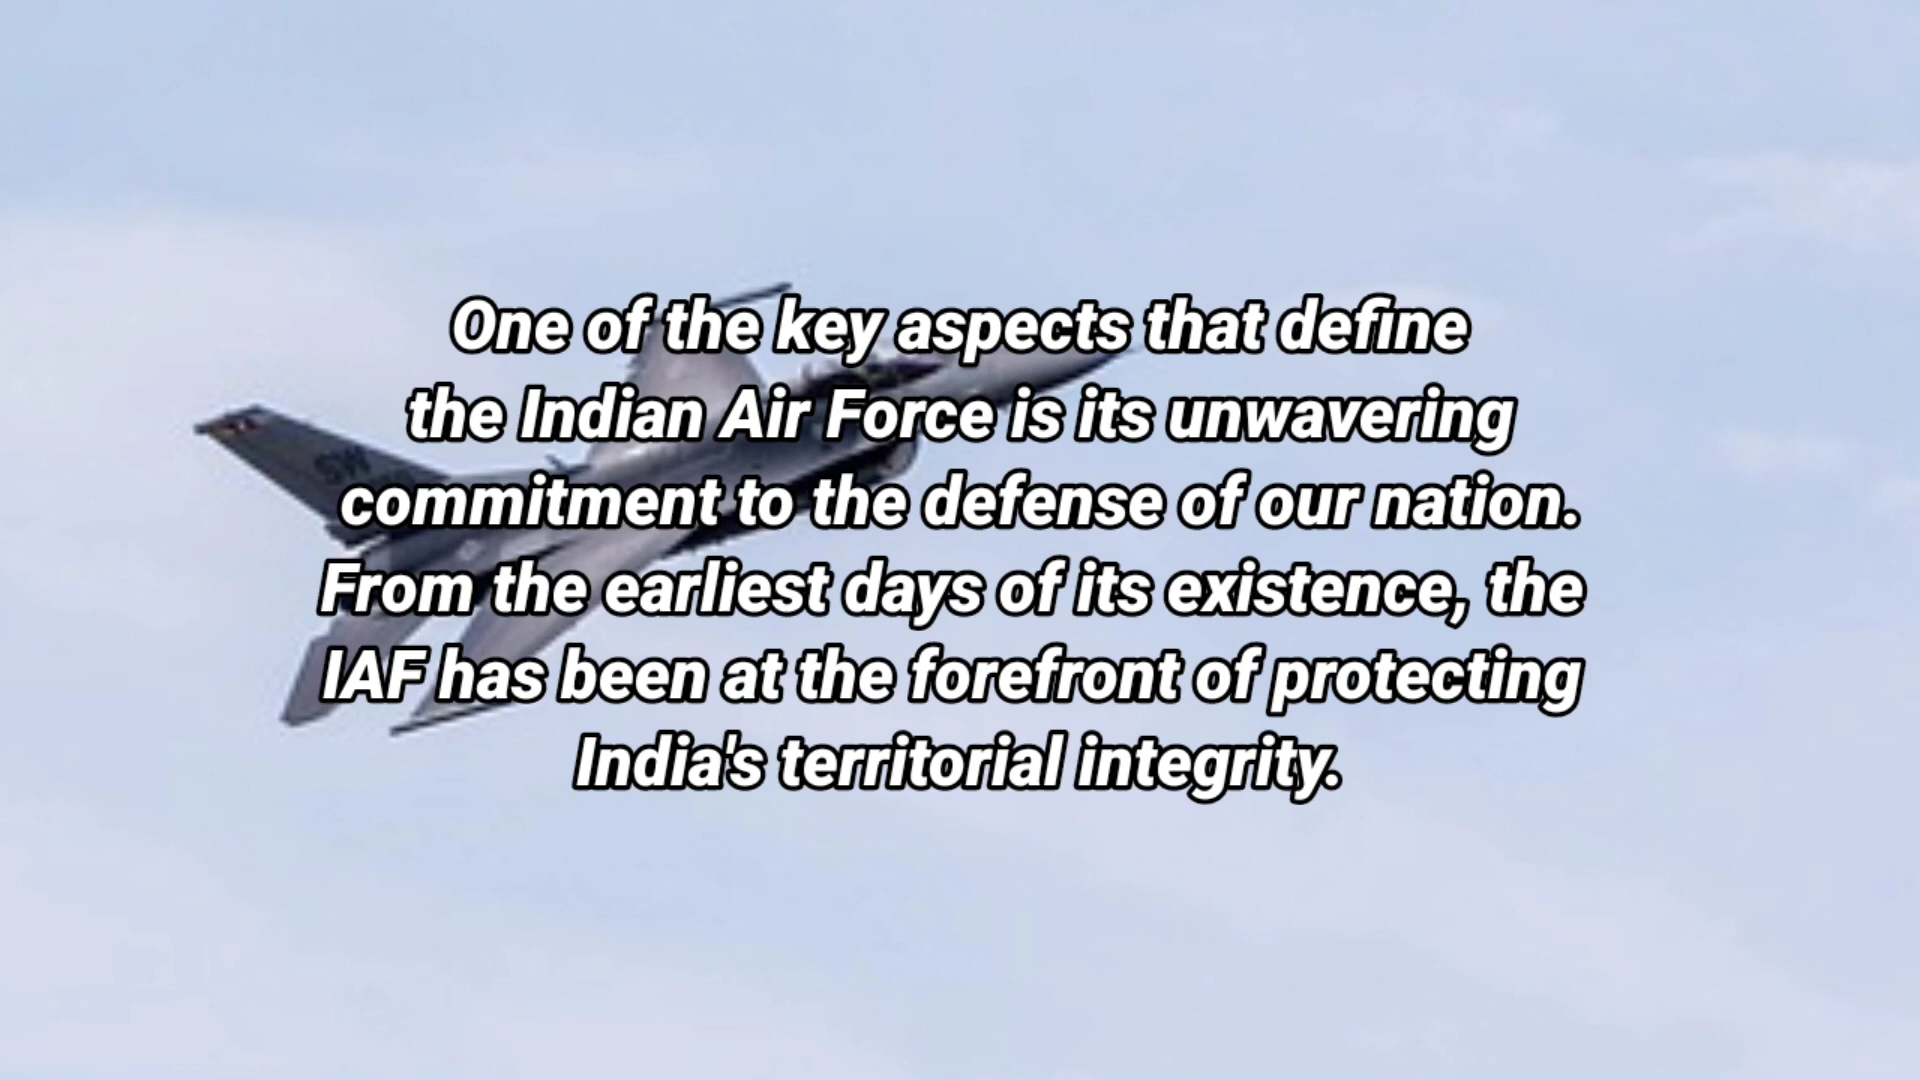 One of the key aspects that define
the Indian Air Force is its unwavering
commitment to the defense of our nation.
From the earliest days of its existence, the
IAF has been at the forefront of protecting
India's territorial integrity.
SW